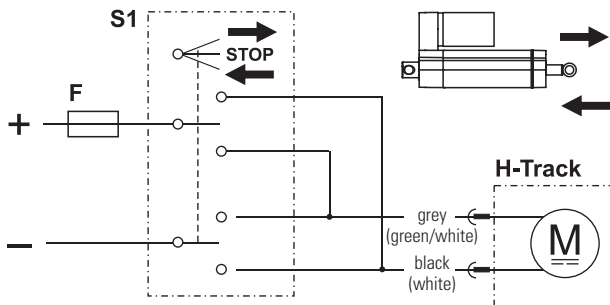 S1
STOP
F
+
–
H-Track
grey
(green/white)
black
(white)
M